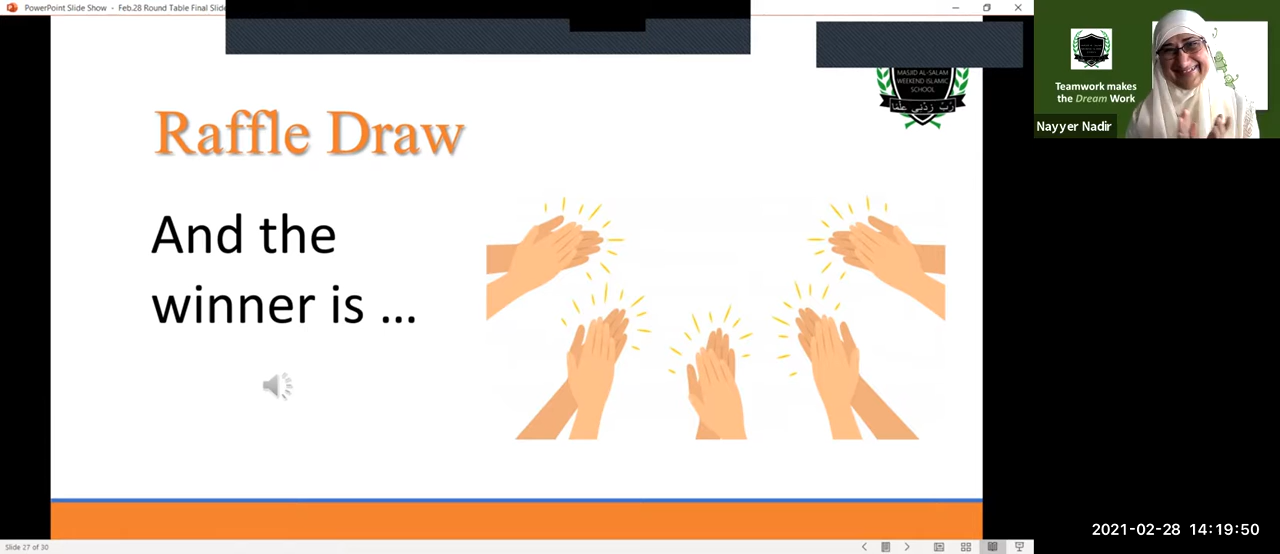 PowerPoint Slide Show - Feb.28 Round Table Final Slide
MASJID AL-SALAM
WEEKEND ISLAMIC
SCHOOL
رَبِّ زِدْنِي عِلْمًا
Raffle Draw
And the
winner is ...
Teamwork makes
the Dream Work
Nayyer Nadir
2021-02-28 14:19:50
Slide 27 of 30